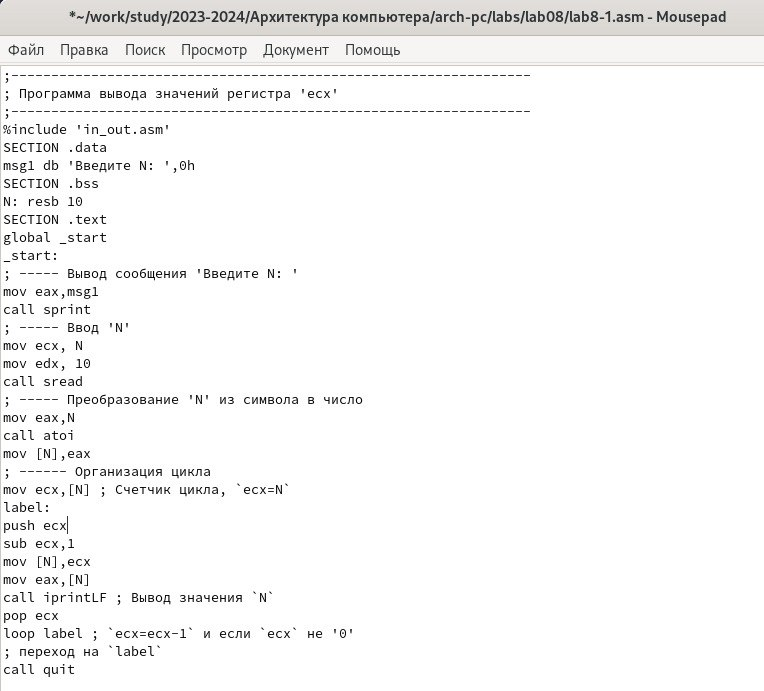 *~/work/study/2023-2024/Архитектура компьютера/arch-pc/labs/lab08/lab8-1.asm - Mousepad
Файл Правка Поиск Просмотр Документ Помощь
;-----------------------------------------------------------------
; Программа вывода значений регистра 'ecx'
;-----------------------------------------------------------------
%include 'in_out.asm'
SECTION .data
msg1 db 'Введите N: ',0h
SECTION .bss
N: resb 10
SECTION .text
global _start
_start:
; ----- Вывод сообщения 'Введите N: '
mov eax,msg1
call sprint
; ----- Ввод 'N'
mov ecx, N
mov edx, 10
call sread
; ----- Преобразование 'N' из символа в число
mov eax,N
call atoi
mov [N],eax
; ------ Организация цикла
mov ecx,[N] ; Счетчик цикла, `ecx=N`
label:
push ecx
sub ecx,1
mov [N],ecx
mov eax,[N]
call iprintLF ; Вывод значения `N`
pop ecx
loop label ; `ecx=ecx-1` и если `ecx` не '0'
; переход на `label`
call quit